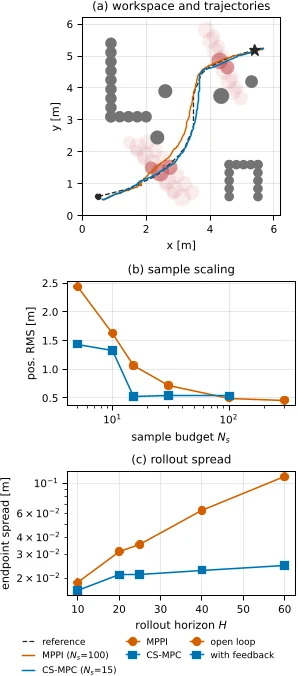 (a) workspace and trajectories
6
5
4
3
2
1
0
y [m]
0 2 4 6
x [m]
(b) sample scaling
2.5
2.0
1.5
1.0
0.5
pos. RMS [m]
10¹ 10²
sample budget Nₛ
(c) rollout spread
10⁻¹
6 × 10⁻²
4 × 10⁻²
3 × 10⁻²
2 × 10⁻²
endpoint spread [m]
10 20 30 40 50 60
rollout horizon H
reference MPPI open loop
MPPI (Nₛ=100) CS-MPC with feedback
CS-MPC (Nₛ=15)